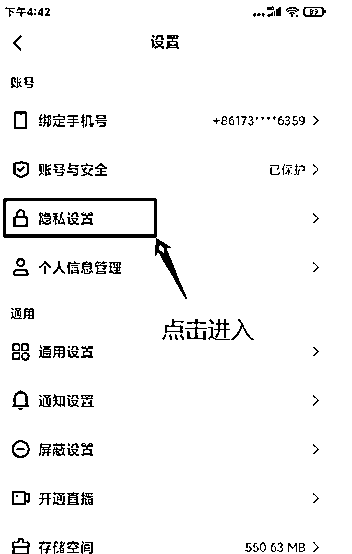 下午4:42
89
设置
账号
绑定手机号 +86173****6359
账号与安全 已保护
隐私设置
个人信息管理
点击进入
通用
通用设置
通知设置
屏蔽设置
开通直播
存储空间 550.63 MB